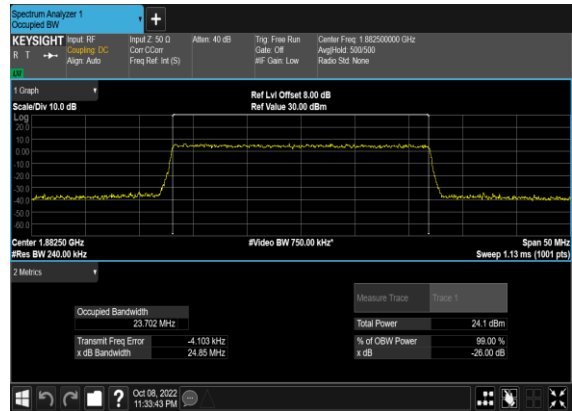 Spectrum Analyzer 1
Occupied BW
KEYSIGHT Input: RF Input Z: 50 Ω Atten: 40 dB Trig: Free Run Center Freq: 1.882500000 GHz
R T Coupling: DC Corr CCorr Gate: Off Avg|Hold: 500/500
Align: Auto Freq Ref: Int (S) #IF Gain: Low Radio Std: None
1 Graph Ref Lvl Offset 8.00 dB
Scale/Div 10.0 dB Ref Value 30.00 dBm
Log
20.0
10.0
0.00
-10.0
-20.0
-30.0
-40.0
-50.0
-60.0
Center 1.88250 GHz #Video BW 750.00 kHz* Span 50 MHz
#Res BW 240.00 kHz Sweep 1.13 ms (1001 pts)
2 Metrics
Measure Trace Trace 1
Occupied Bandwidth
23.702 MHz Total Power 24.1 dBm
Transmit Freq Error -4.103 kHz % of OBW Power 99.00 %
x dB Bandwidth 24.85 MHz x dB -26.00 dB
? Oct 08, 2022
11:33:43 PM